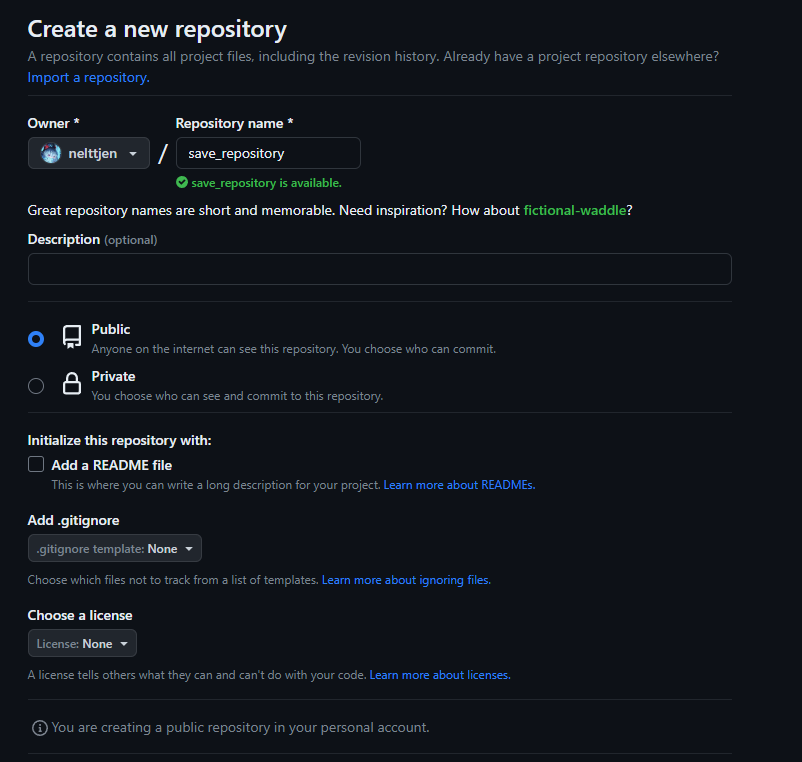 Create a new repository
A repository contains all project files, including the revision history. Already have a project repository elsewhere?
Import a repository.
Owner *
Repository name *
nelttjen
/
save_repository
save_repository is available.
Great repository names are short and memorable. Need inspiration? How about fictional-waddle?
Description (optional)
Public
Anyone on the internet can see this repository. You choose who can commit.
Private
You choose who can see and commit to this repository.
Initialize this repository with:
Add a README file
This is where you can write a long description for your project. Learn more about READMEs.
Add .gitignore
.gitignore template: None
Choose which files not to track from a list of templates. Learn more about ignoring files.
Choose a license
License: None
A license tells others what they can and can't do with your code. Learn more about licenses.
You are creating a public repository in your personal account.